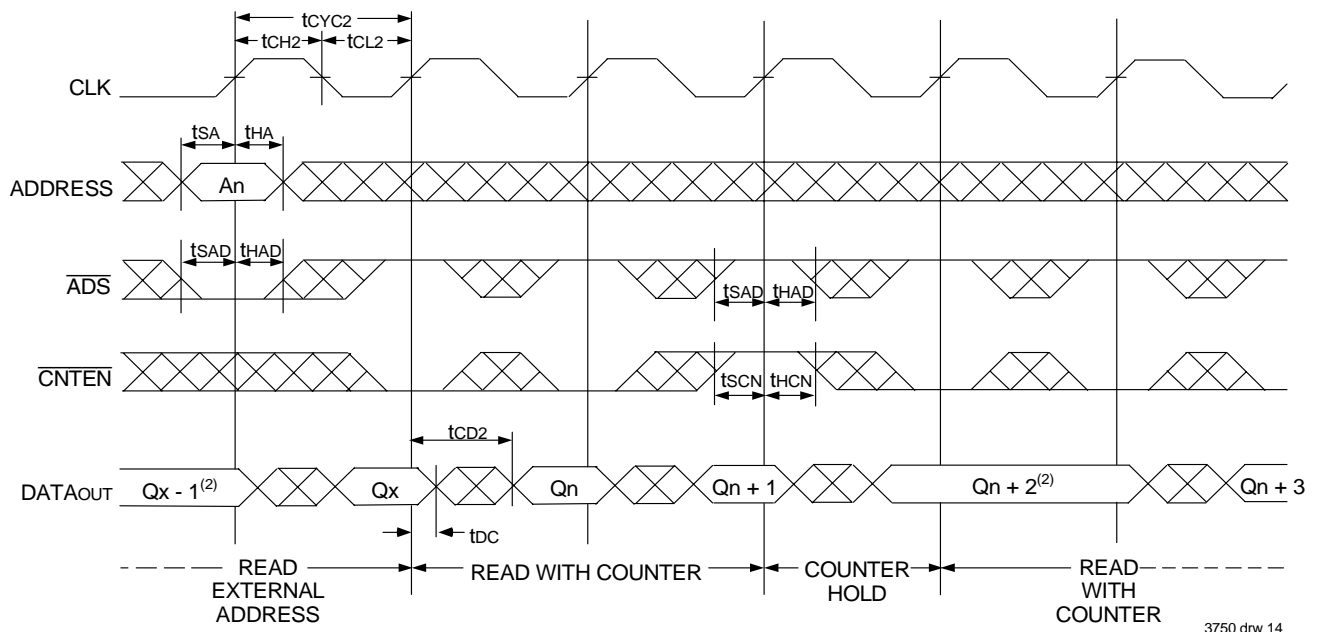 tCYC2
tCH2 tCL2
CLK
tSA tHA
ADDRESS An
tSAD tHAD
ADS
tSAD tHAD
CNTEN
tSCN tHCN
tCD2
DATAOUT Qx - 1(2) Qx Qn Qn + 1 Qn + 2(2) Qn + 3
tDC
READ EXTERNAL ADDRESS
READ WITH COUNTER
COUNTER HOLD
READ WITH COUNTER
3750 drw 14